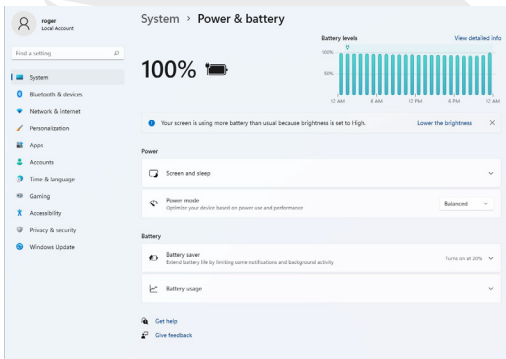 roger
Local Account
Find a setting
System
Bluetooth & devices
Network & internet
Personalization
Apps
Accounts
Time & language
Gaming
Accessibility
Privacy & security
Windows Update
System > Power & battery
Battery levels
View detailed info
100%
100%
50%
12 AM 6 AM 12 PM 6 PM 12 AM
Your screen is using more battery than usual because brightness is set to High.
Lower the brightness
Power
Screen and sleep
Power mode
Optimize your device based on power use and performance
Balanced
Battery
Battery saver
Extend battery life by limiting some notifications and background activity
Turns on at 20%
Battery usage
Get help
Give feedback